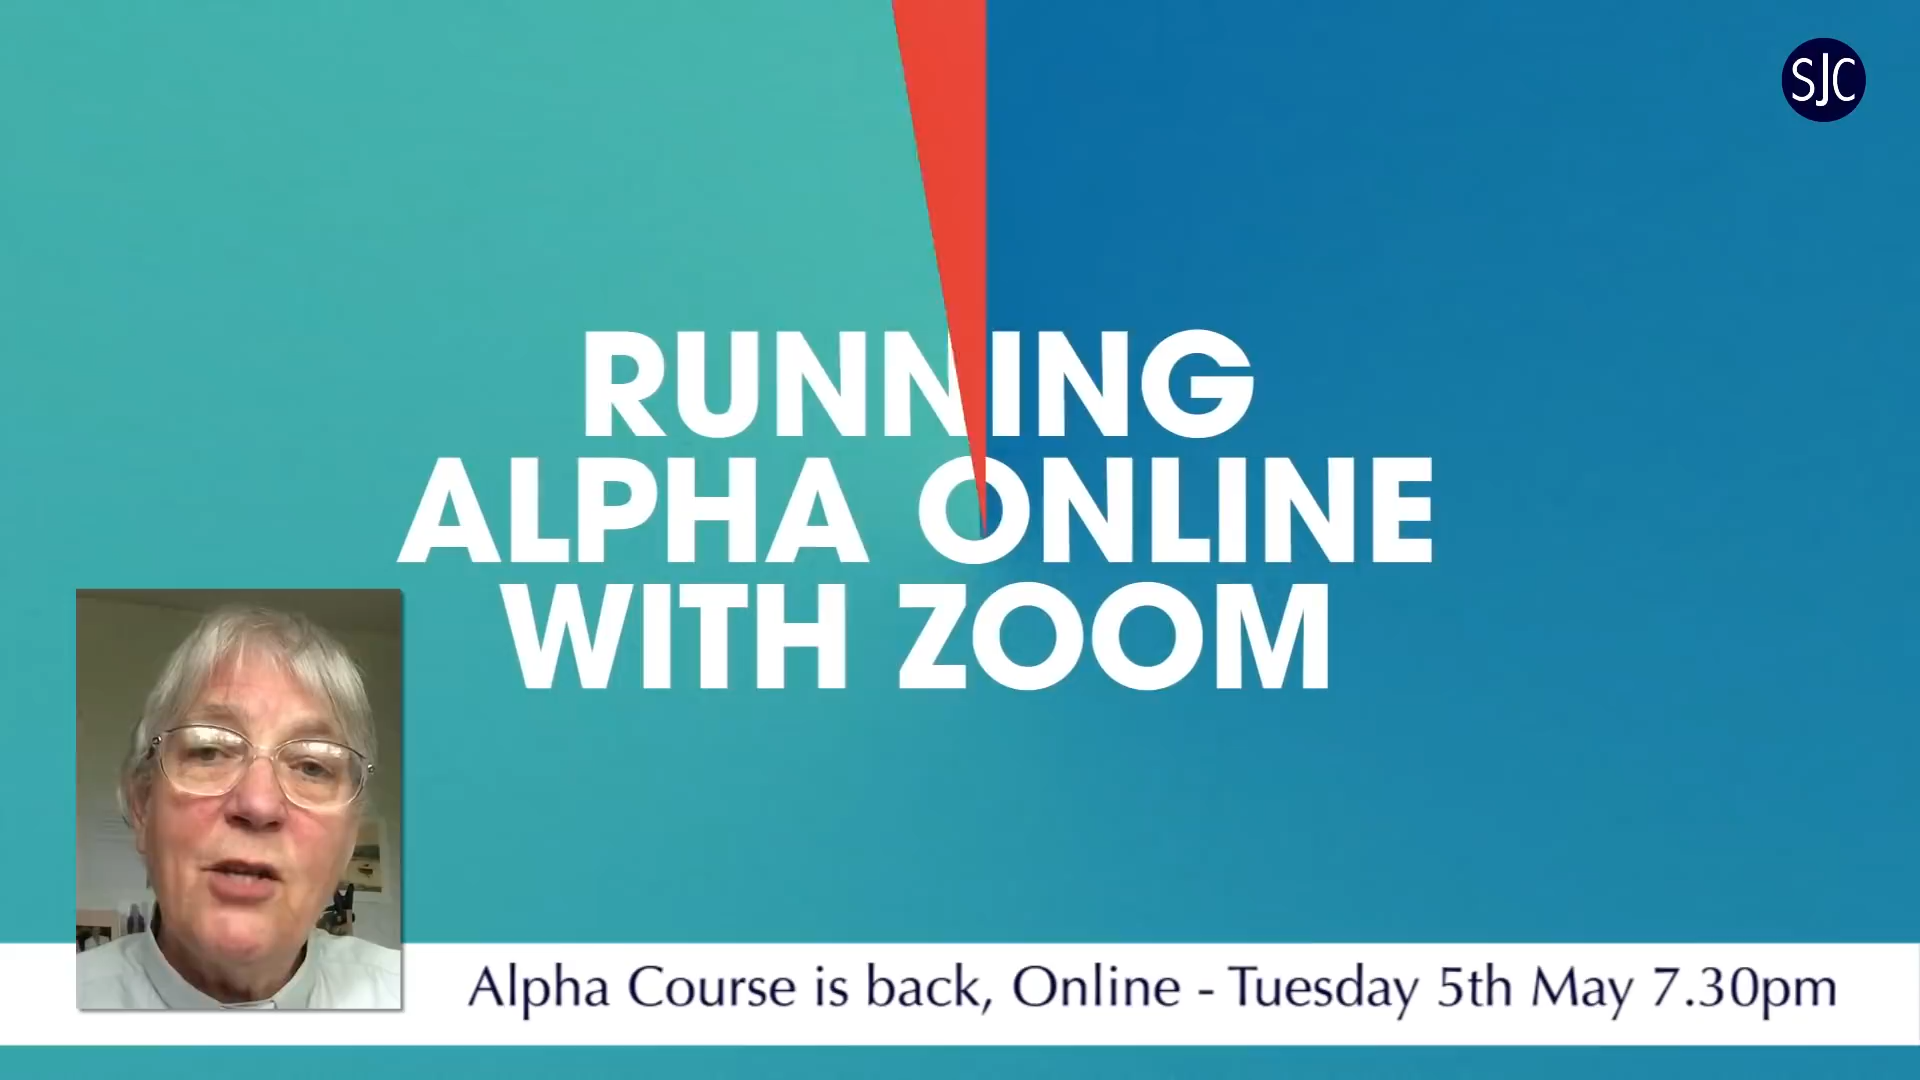 SJC
RUNNING
ALPHA ONLINE
WITH ZOOM
Alpha Course is back, Online - Tuesday 5th May 7.30pm